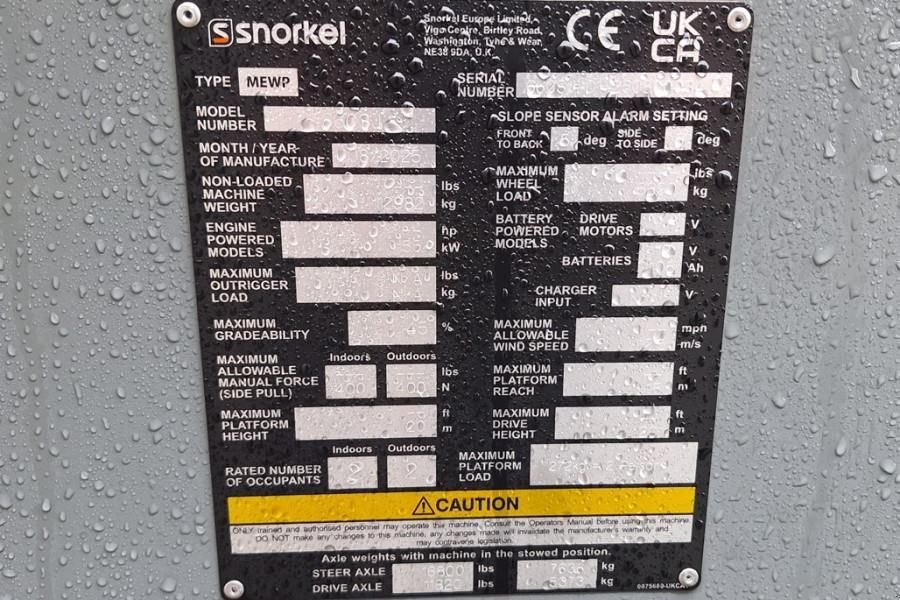 snorkel
Snorkel Europe Limited,
Vigo Centre, Birtley Road,
Washington, Tyne & Wear,
NE38 9DA, U.K.
CE
UK
CA
TYPE MEWP
SERIAL
NUMBER
MODEL
NUMBER
MONTH / YEAR
OF MANUFACTURE
NON-LOADED
MACHINE
WEIGHT
lbs
kg
ENGINE
POWERED
MODELS
hp
kW
MAXIMUM
OUTRIGGER
LOAD
lbs
kg
MAXIMUM
GRADEABILITY 45 %
Indoors Outdoors
MAXIMUM
ALLOWABLE
MANUAL FORCE
(SIDE PULL)
lbs
400 400 N
MAXIMUM
PLATFORM
HEIGHT
ft
20 m
Indoors Outdoors
RATED NUMBER
OF OCCUPANTS
2 2
SLOPE SENSOR ALARM SETTING
FRONT
TO BACK
deg
SIDE
TO SIDE
deg
MAXIMUM
WHEEL
LOAD
lbs
kg
BATTERY
POWERED
MODELS
DRIVE
MOTORS
V
BATTERIES
V
Ah
CHARGER
INPUT
V
MAXIMUM
ALLOWABLE
WIND SPEED
mph
m/s
MAXIMUM
PLATFORM
REACH
ft
m
MAXIMUM
DRIVE
HEIGHT
ft
m
MAXIMUM
PLATFORM
LOAD
CAUTION
ONLY trained and authorised personnel may operate this machine. Consult the Operators Manual before using this machine.
DO NOT make any changes to this machine, any changes made will invalidate the manufacturer's warranty and
may contravene legislation.
Axle weights with machine in the stowed position.
STEER AXLE lbs kg
DRIVE AXLE lbs 5373 kg